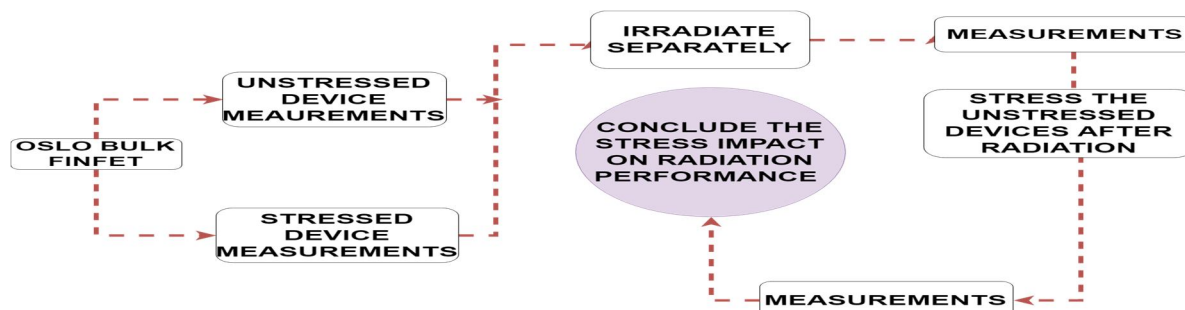 OSLO BULK
FINFET
UNSTRESSED
DEVICE
MEAUREMENTS
STRESSED
DEVICE
MEASUREMENTS
IRRADIATE
SEPARATELY
MEASUREMENTS
STRESS THE
UNSTRESSED
DEVICES AFTER
RADIATION
MEASUREMENTS
CONCLUDE THE
STRESS IMPACT
ON RADIATION
PERFORMANCE